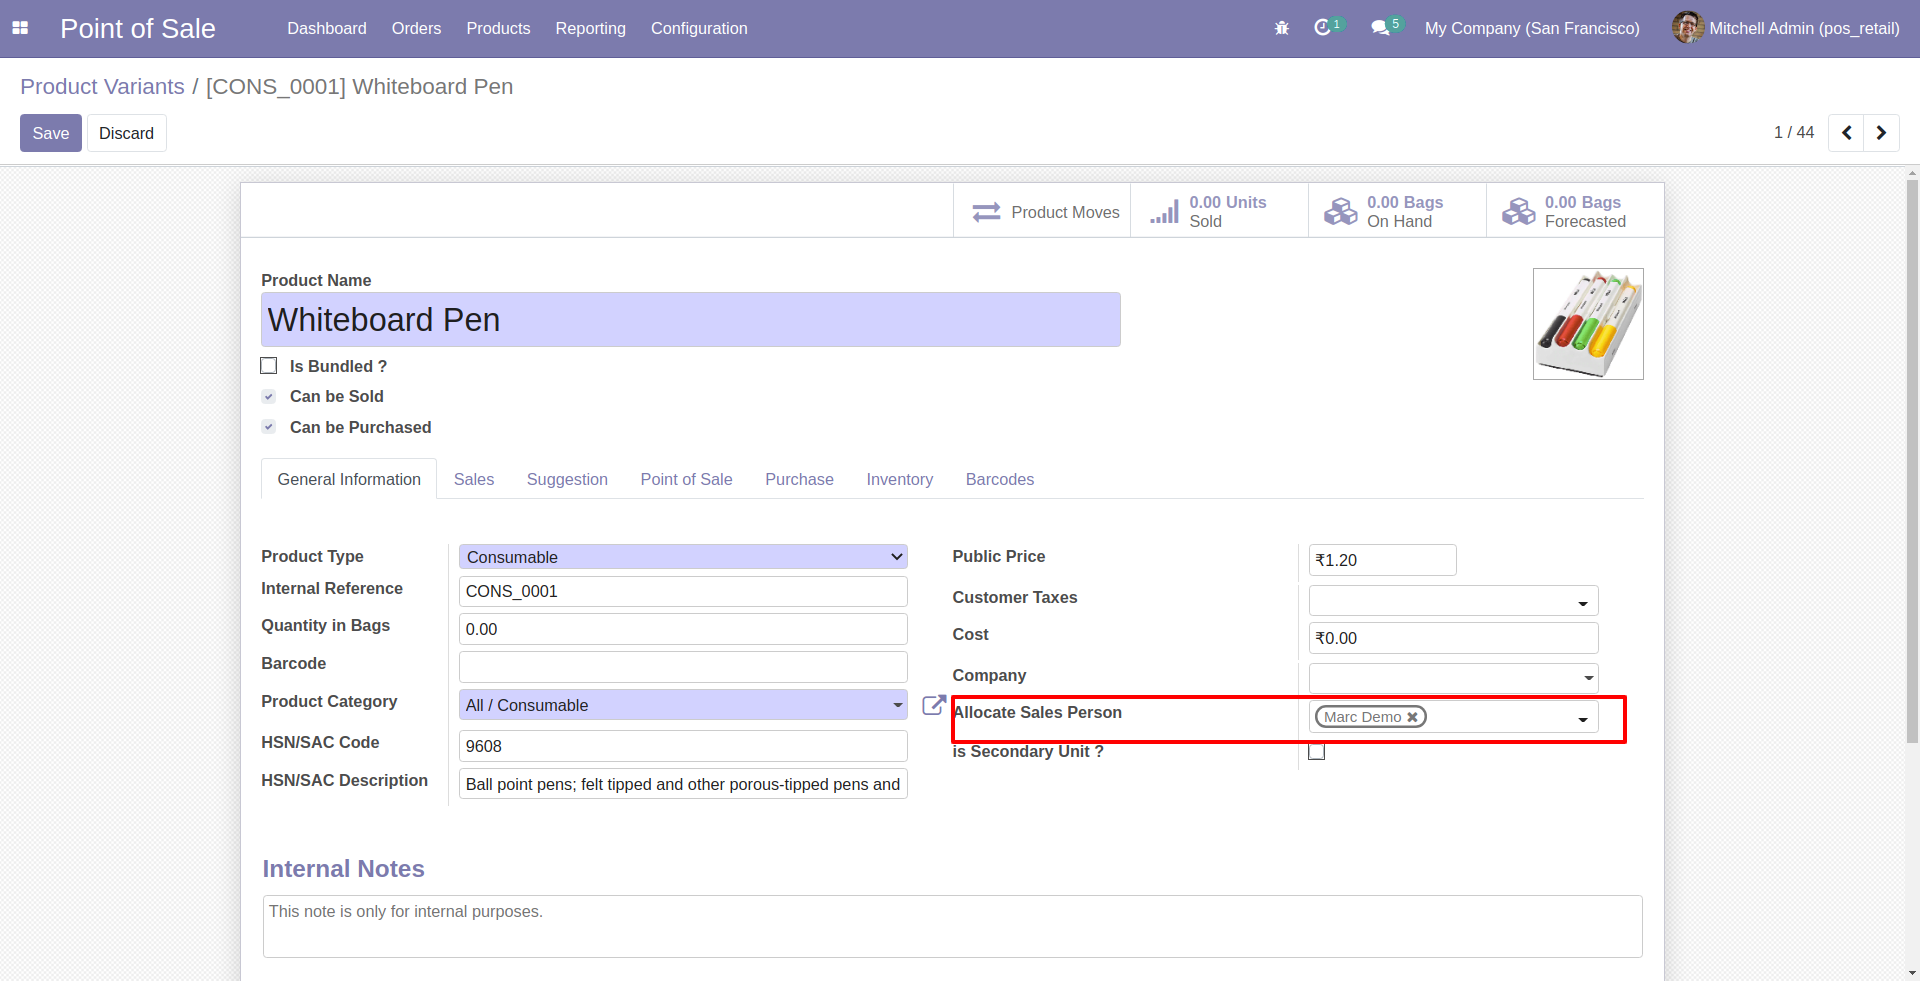 Point of Sale Dashboard Orders Products Reporting Configuration 1 5 My Company (San Francisco) Mitchell Admin (pos_retail)
Product Variants / [CONS_0001] Whiteboard Pen
Save Discard 1 / 44
Product Moves
0.00 Units
Sold
0.00 Bags
On Hand
0.00 Bags
Forecasted
Product Name
Whiteboard Pen
Is Bundled ?
Can be Sold
Can be Purchased
General Information Sales Suggestion Point of Sale Purchase Inventory Barcodes
Product Type Consumable
Internal Reference CONS_0001
Quantity in Bags 0.00
Barcode
Product Category All / Consumable
HSN/SAC Code 9608
HSN/SAC Description Ball point pens; felt tipped and other porous-tipped pens and
Public Price ₹1.20
Customer Taxes
Cost ₹0.00
Company
Allocate Sales Person Marc Demo
is Secondary Unit ?
Internal Notes
This note is only for internal purposes.